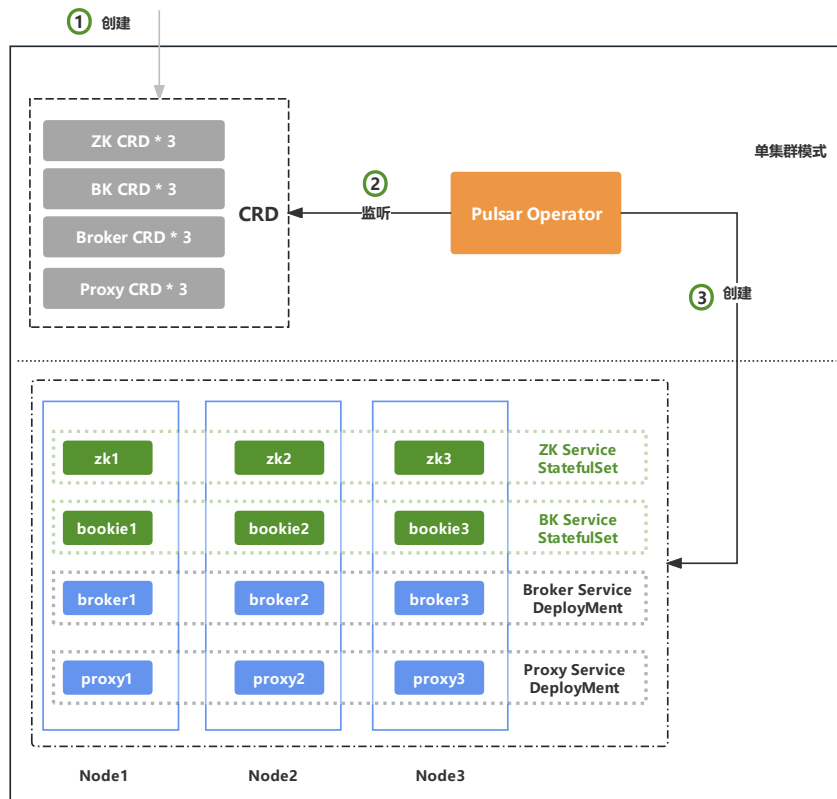 1 创建
ZK CRD * 3
BK CRD * 3
Broker CRD * 3
Proxy CRD * 3
CRD
2
监听
Pulsar Operator
单集群模式
3 创建
zk1
zk2
zk3
ZK Service
StatefulSet
bookie1
bookie2
bookie3
BK Service
StatefulSet
broker1
broker2
broker3
Broker Service
DeployMent
proxy1
proxy2
proxy3
Proxy Service
DeployMent
Node1
Node2
Node3